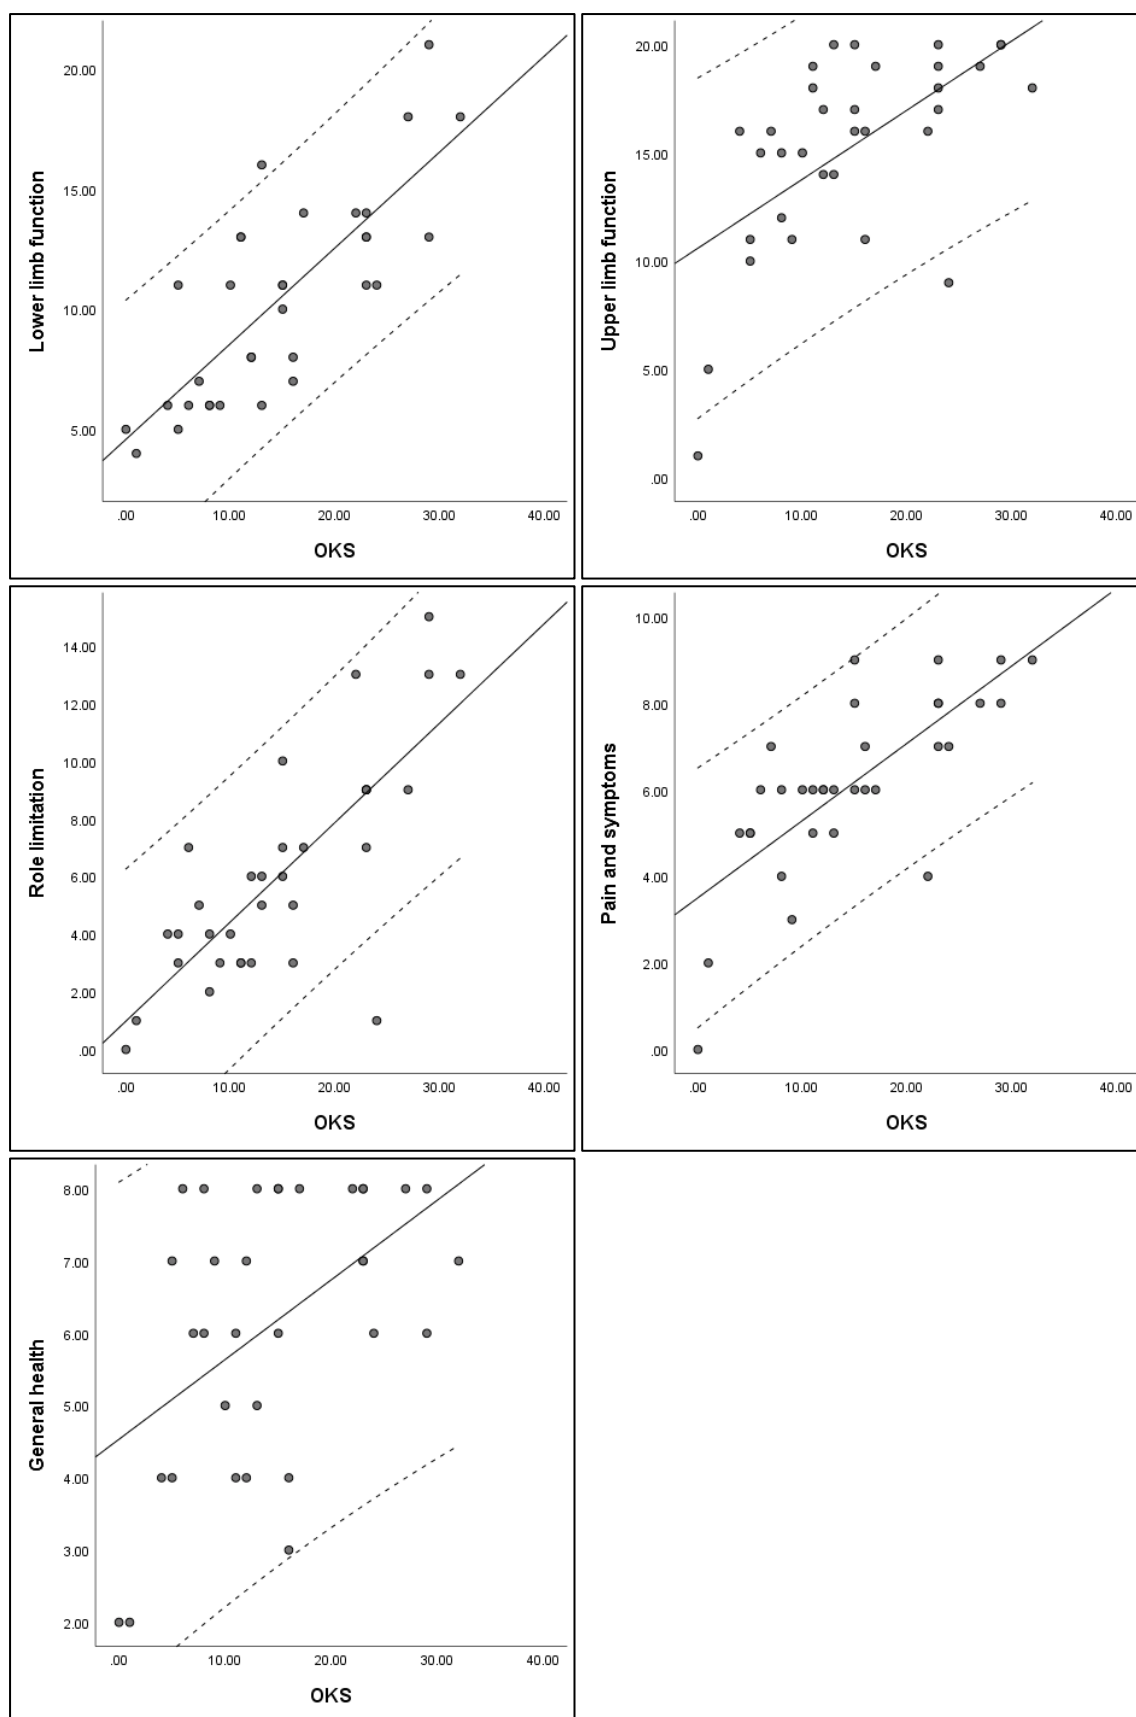 Lower limb function
20.00
15.00
10.00
5.00
.00 10.00 20.00 30.00 40.00
OKS
Upper limb function
20.00
15.00
10.00
5.00
.00
.00 10.00 20.00 30.00 40.00
OKS
Role limitation
14.00
12.00
10.00
8.00
6.00
4.00
2.00
.00
.00 10.00 20.00 30.00 40.00
OKS
Pain and symptoms
10.00
8.00
6.00
4.00
2.00
.00
.00 10.00 20.00 30.00 40.00
OKS
General health
8.00
7.00
6.00
5.00
4.00
3.00
2.00
.00 10.00 20.00 30.00 40.00
OKS